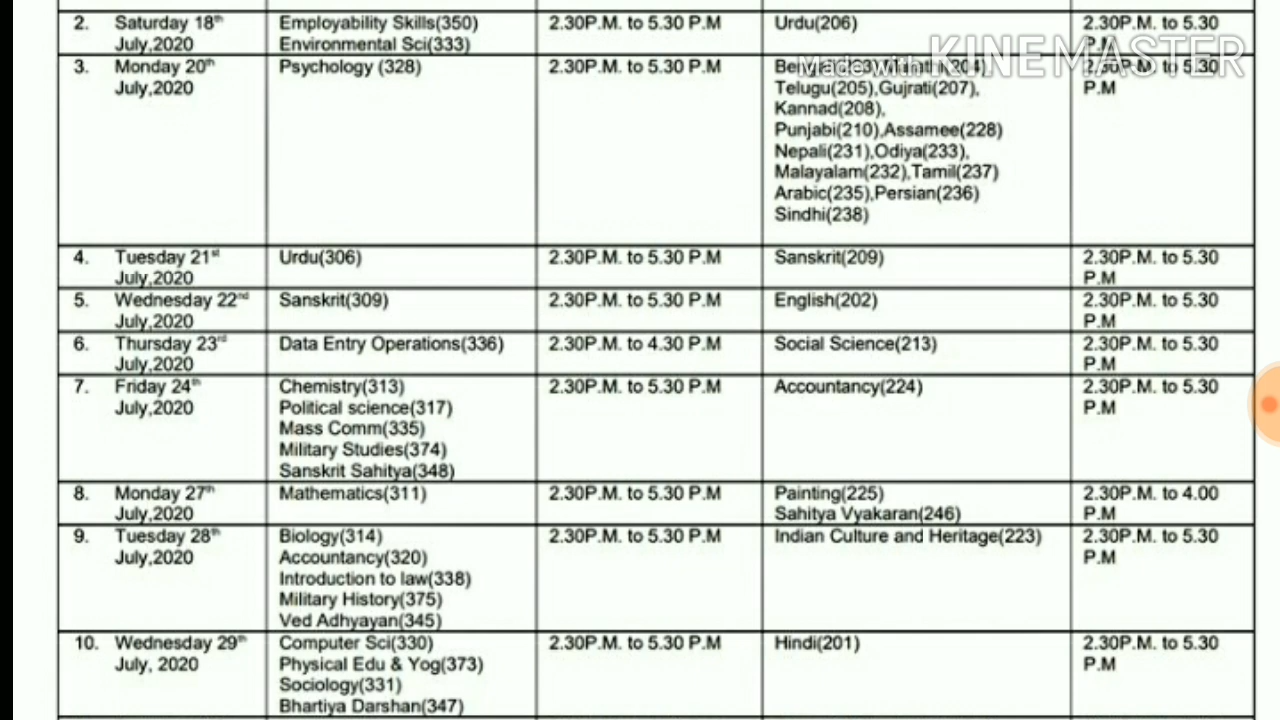 2. Saturday 18th Employability Skills(350) 2.30P.M. to 5.30 P.M Urdu(206) 2.30P.M. to 5.30
July,2020 Environmental Sci(333) P.M
Made with KINEMASTER
3. Monday 20th Psychology (328) 2.30P.M. to 5.30 P.M 2.30P.M. to 5.30
July,2020 Telugu(205),Gujrati(207), P.M
Kannad(208),
Punjabi(210),Assamee(228)
Nepali(231),Odiya(233),
Malayalam(232),Tamil(237)
Arabic(235),Persian(236)
Sindhi(238)
4. Tuesday 21st Urdu(306) 2.30P.M. to 5.30 P.M Sanskrit(209) 2.30P.M. to 5.30
July,2020 P.M
5. Wednesday 22nd Sanskrit(309) 2.30P.M. to 5.30 P.M English(202) 2.30P.M. to 5.30
July,2020 P.M
6. Thursday 23rd Data Entry Operations(336) 2.30P.M. to 4.30 P.M Social Science(213) 2.30P.M. to 5.30
July,2020 P.M
7. Friday 24th Chemistry(313) 2.30P.M. to 5.30 P.M Accountancy(224) 2.30P.M. to 5.30
July,2020 Political science(317) P.M
Mass Comm(335)
Military Studies(374)
Sanskrit Sahitya(348)
8. Monday 27th Mathematics(311) 2.30P.M. to 5.30 P.M Painting(225) 2.30P.M. to 4.00
July,2020 Sahitya Vyakaran(246) P.M
9. Tuesday 28th Biology(314) 2.30P.M. to 5.30 P.M Indian Culture and Heritage(223) 2.30P.M. to 5.30
July,2020 Accountancy(320) P.M
Introduction to law(338)
Military History(375)
Ved Adhyayan(345)
10. Wednesday 29th Computer Sci(330) 2.30P.M. to 5.30 P.M Hindi(201) 2.30P.M. to 5.30
July, 2020 Physical Edu & Yog(373) P.M
Sociology(331)
Bhartiya Darshan(347)